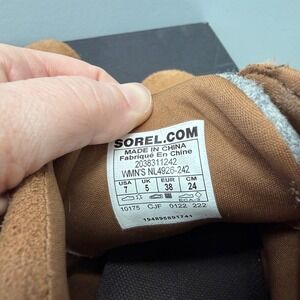 SOREL.COM
MADE IN CHINA
Fabriqué En Chine
2038311242
WMN'S NL4926-242
USA UK EUR CM
7 5 38 24
10175 CJF 0122 222
194895891741